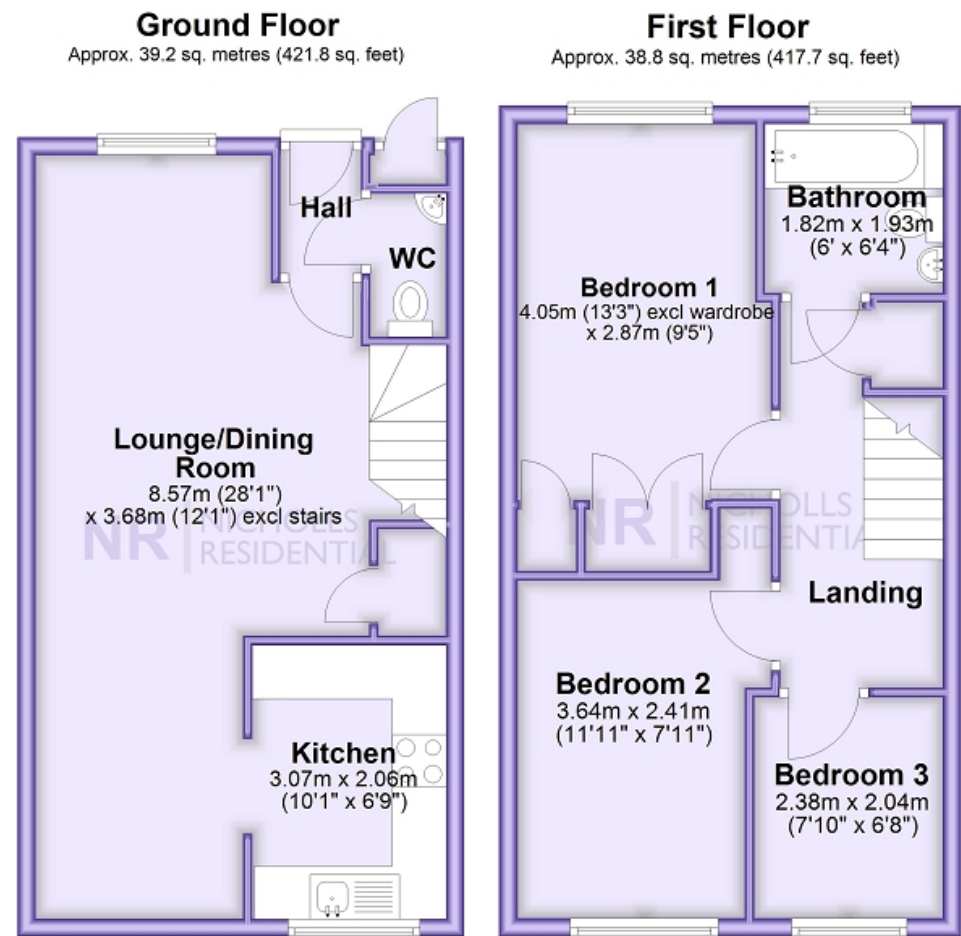 Ground Floor
Approx. 39.2 sq. metres (421.8 sq. feet)
Hall
WC
Lounge/Dining
Room
8.57m (28'1")
x 3.68m (12'1") excl stairs
NR NICHOLLS
RESIDENTIAL
Kitchen
3.07m x 2.06m
(10'1" x 6'9")
First Floor
Approx. 38.8 sq. metres (417.7 sq. feet)
Bathroom
1.82m x 1.93m
(6' x 6'4")
Bedroom 1
4.05m (13'3") excl wardrobe
x 2.87m (9'5")
NR NICHOLLS
RESIDENTIA
Landing
Bedroom 2
3.64m x 2.41m
(11'11" x 7'11")
Bedroom 3
2.38m x 2.04m
(7'10" x 6'8")